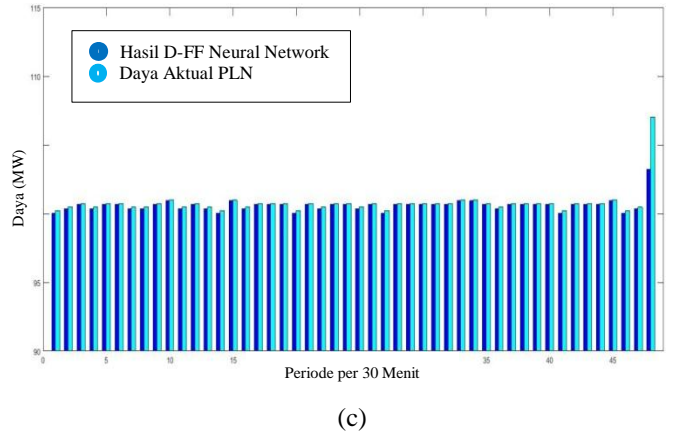 115
110
Hasil D-FF Neural Network
Daya Aktual PLN
Daya (MW)
95
90
0 5 10 15 35 40 45
Periode per 30 Menit
(c)